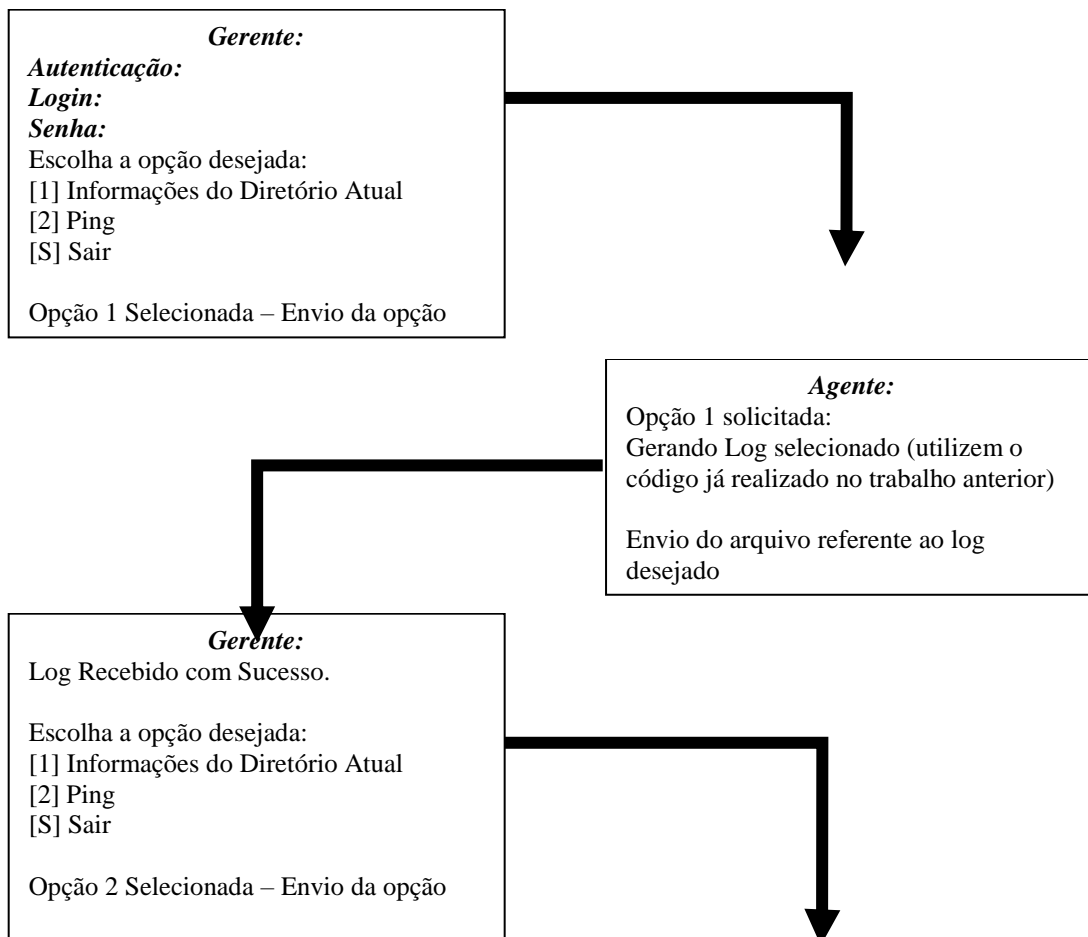 Gerente:
Autenticação:
Login:
Senha:
Escolha a opção desejada:
[1] Informações do Diretório Atual
[2] Ping
[S] Sair
Opção 1 Selecionada – Envio da opção
Agente:
Opção 1 solicitada:
Gerando Log selecionado (utilizem o
código já realizado no trabalho anterior)
Envio do arquivo referente ao log
desejado
Gerente:
Log Recebido com Sucesso.
Escolha a opção desejada:
[1] Informações do Diretório Atual
[2] Ping
[S] Sair
Opção 2 Selecionada – Envio da opção